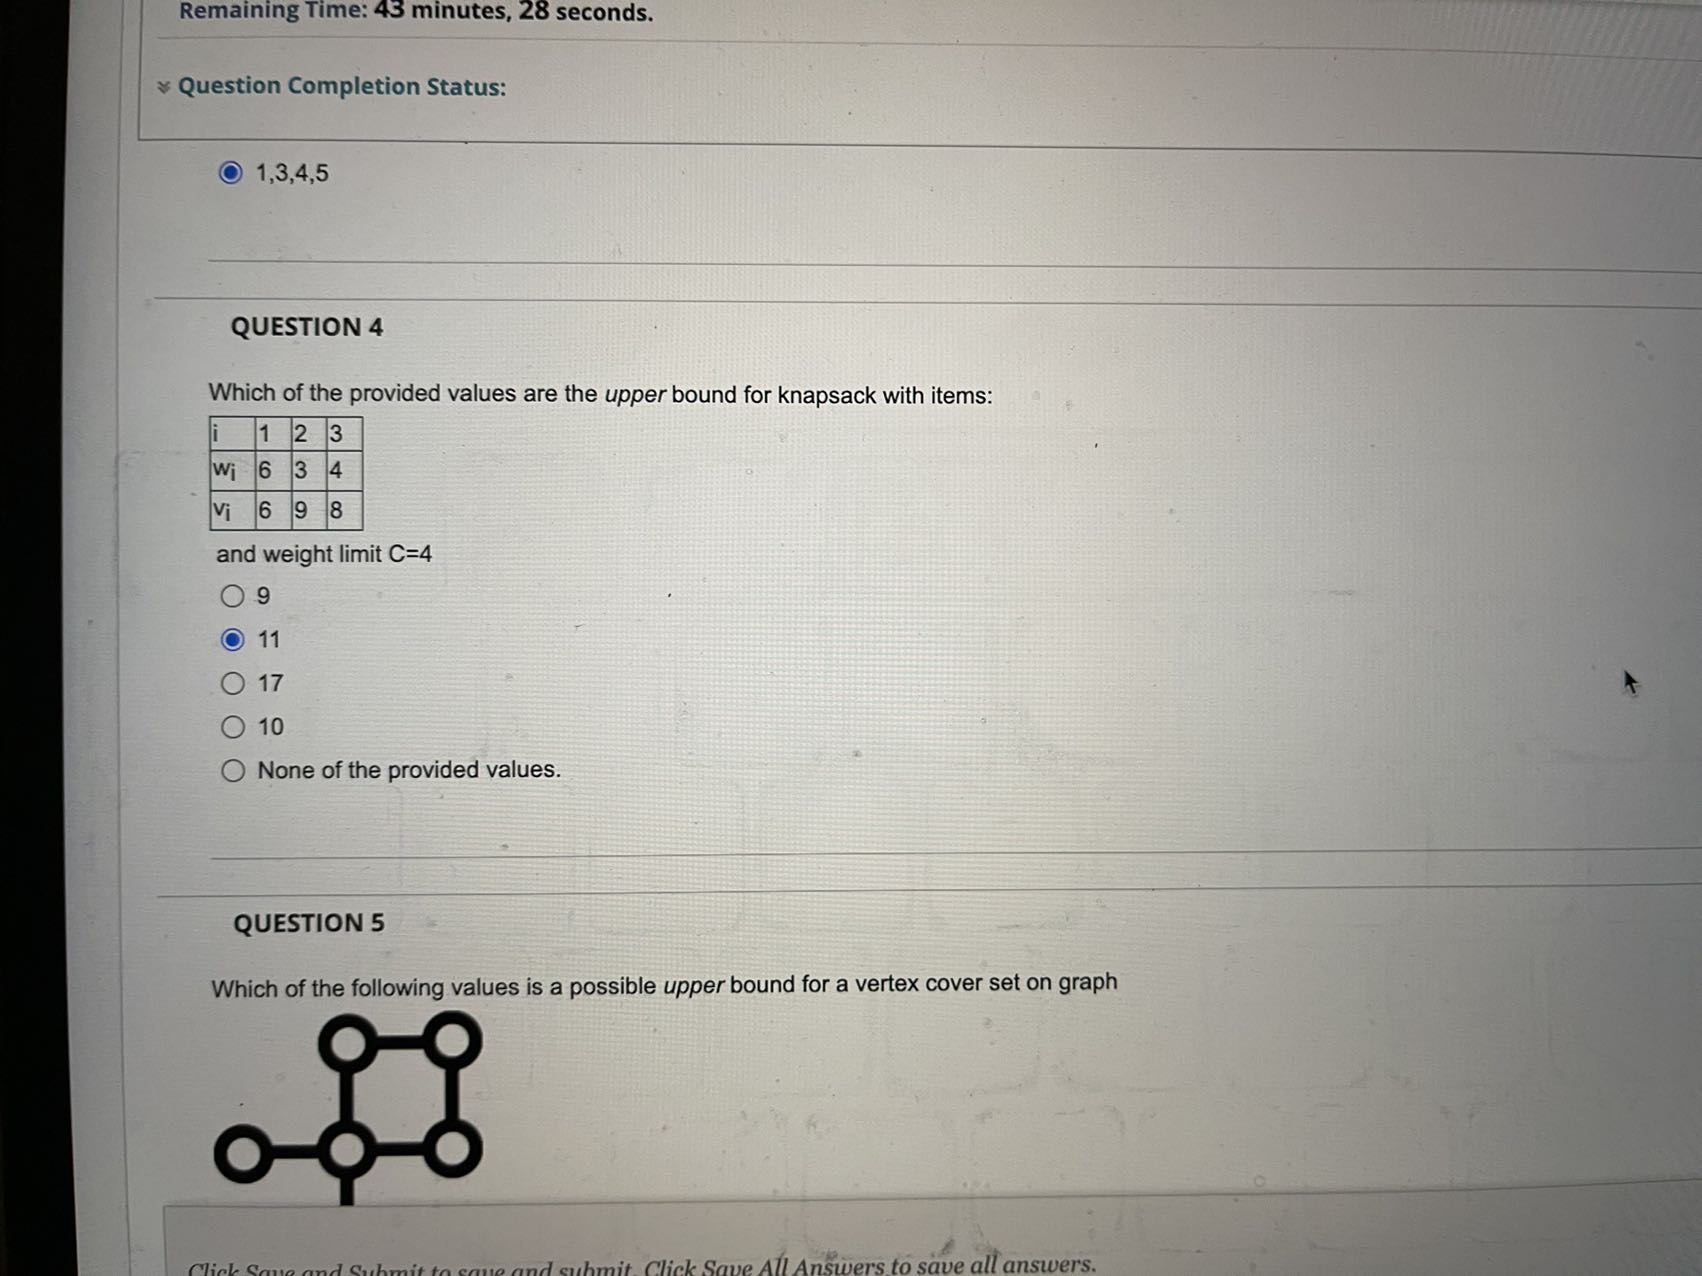 Remaining Time: 43 minutes, 28 seconds.
Question Completion Status:
1,3,4,5
QUESTION 4
Which of the provided values are the upper bound for knapsack with items:
i 1 2 3
wi 6 3 4
vi 6 9 8
and weight limit C=4
9
11
17
10
None of the provided values.
QUESTION 5
Which of the following values is a possible upper bound for a vertex cover set on graph
Click Save and Submit to save and submit. Click Save All Answers to save all answers.